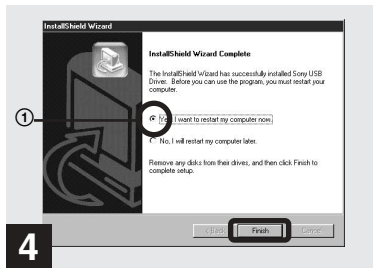 InstallShield Wizard
InstallShield Wizard Complete
The InstallShield Wizard has successfully installed Sony USB
Driver. Before you can use the program, you must restart your
computer.
1
Yes, I want to restart my computer now.
No, I will restart my computer later.
Remove any disks from their drives, and then click Finish to
complete setup.
< Back
Finish
Cancel
4